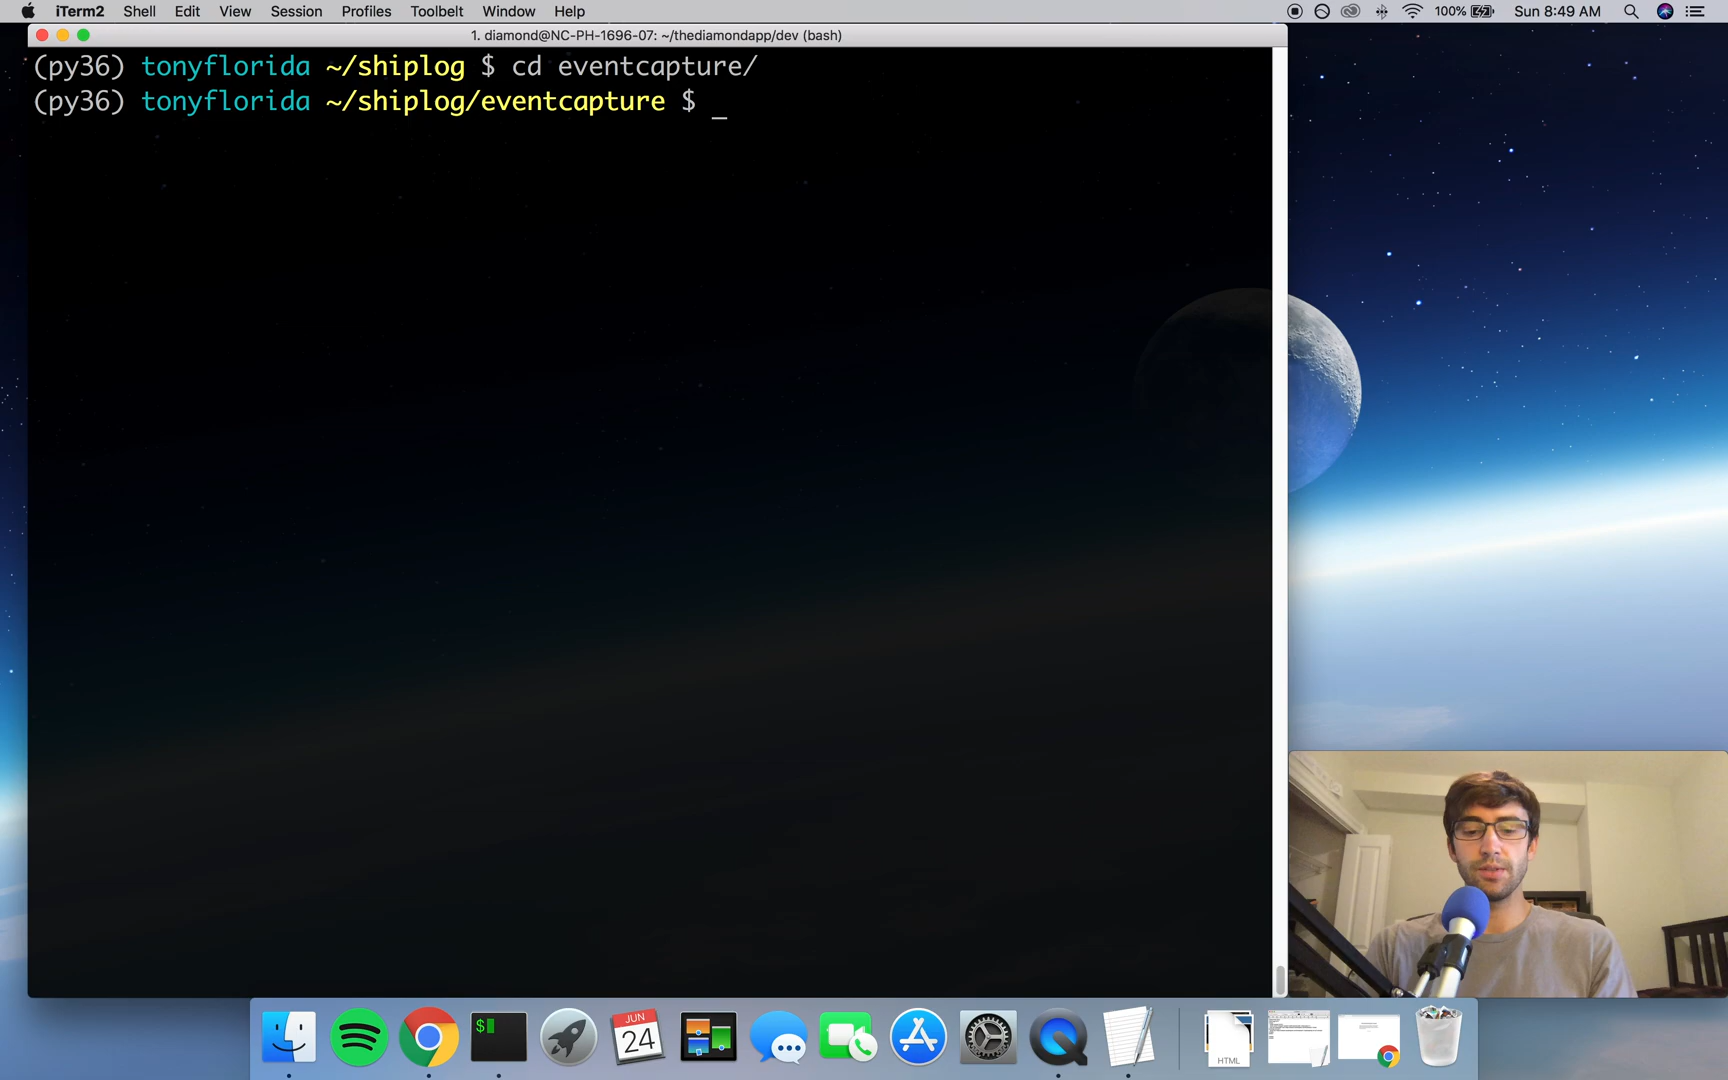 iTerm2 Shell Edit View Session Profiles Toolbelt Window Help 100% Sun 8:49 AM
1. diamond@NC-PH-1696-07: ~/thediamondapp/dev (bash)
(py36) tonyflorida ~/shiplog $ cd eventcapture/
(py36) tonyflorida ~/shiplog/eventcapture $ _
$
JUN
24
HTML